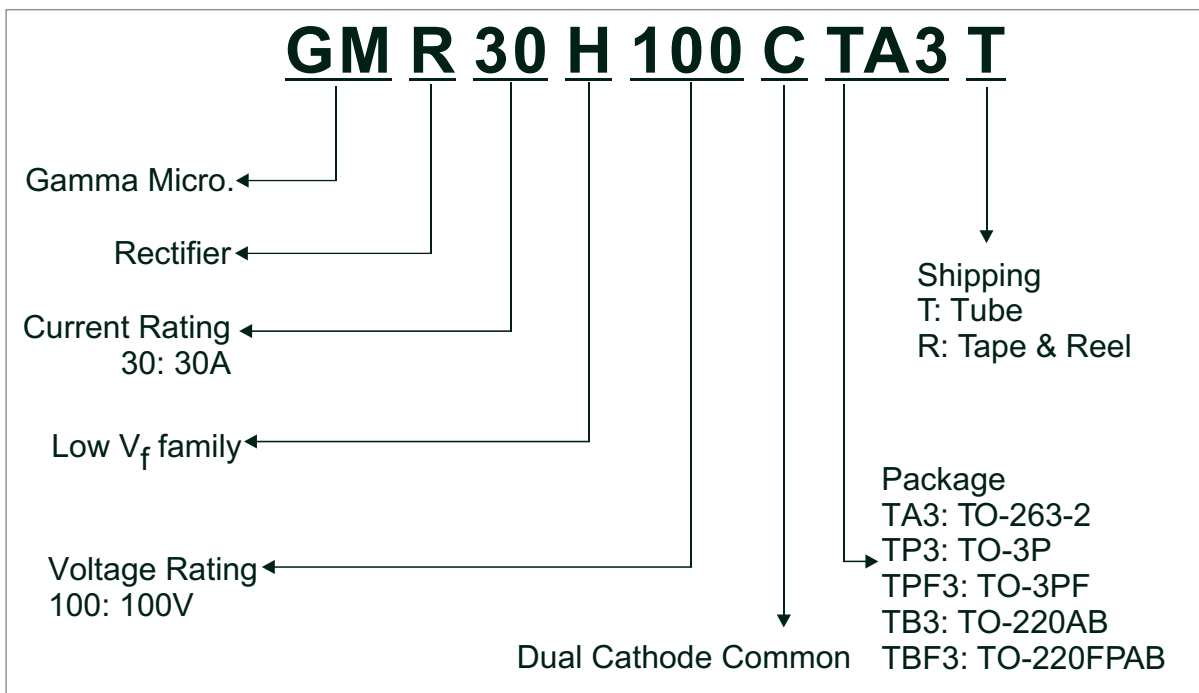 GM R 30 H 100 C TA3 T
Gamma Micro.
Rectifier
Current Rating
30: 30A
Low Vf family
Voltage Rating
100: 100V
Dual Cathode Common
Package
TA3: TO-263-2
TP3: TO-3P
TPF3: TO-3PF
TB3: TO-220AB
TBF3: TO-220FPAB
Shipping
T: Tube
R: Tape & Reel